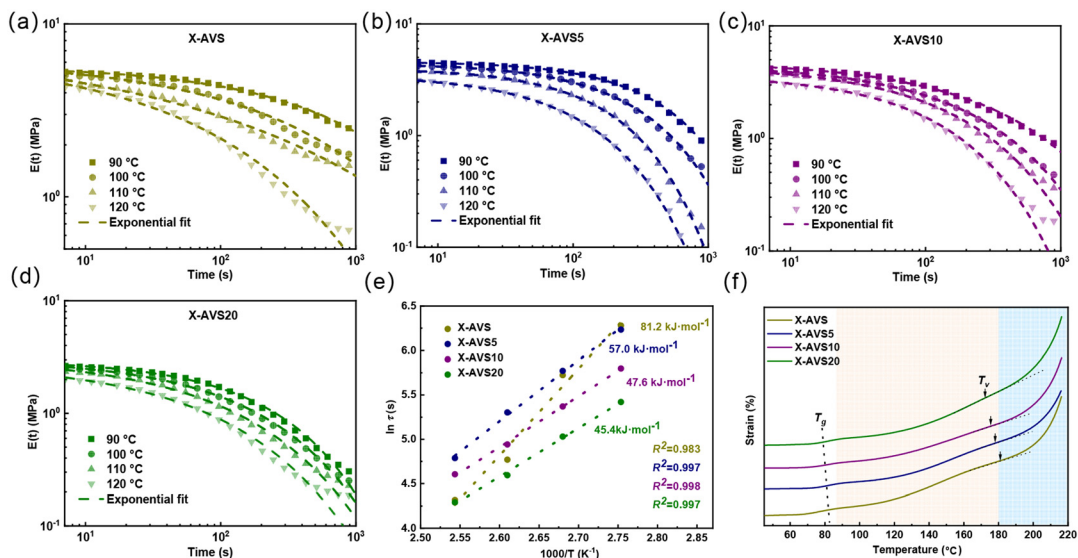 (a)
X-AVS
E(t) (MPa)
10¹
10⁰
90 °C
100 °C
110 °C
120 °C
Exponential fit
10¹ 10² 10³
Time (s)
(b)
X-AVS5
E(t) (MPa)
10¹
10⁰
10⁻¹
90 °C
100 °C
110 °C
120 °C
Exponential fit
10¹ 10² 10³
Time (s)
(c)
X-AVS10
E(t) (MPa)
10¹
10⁰
10⁻¹
90 °C
100 °C
110 °C
120 °C
Exponential fit
10¹ 10² 10³
Time (s)
(d)
X-AVS20
E(t) (MPa)
10¹
10⁰
10⁻¹
90 °C
100 °C
110 °C
120 °C
Exponential fit
10¹ 10² 10³
Time (s)
(e)
ln τ(s)
6.5
6.0
5.5
5.0
4.5
4.0
X-AVS
X-AVS5
X-AVS10
X-AVS20
81.2 kJ·mol⁻¹
57.0 kJ·mol⁻¹
47.6 kJ·mol⁻¹
45.4kJ·mol⁻¹
R²=0.983
R²=0.997
R²=0.998
R²=0.997
2.50 2.55 2.60 2.65 2.70 2.75 2.80 2.85
1000/T (K⁻¹)
(f)
Strain (%)
X-AVS
X-AVS5
X-AVS10
X-AVS20
Tv
Tg
60 80 100 120 140 160 180 200 220
Temperature (°C)